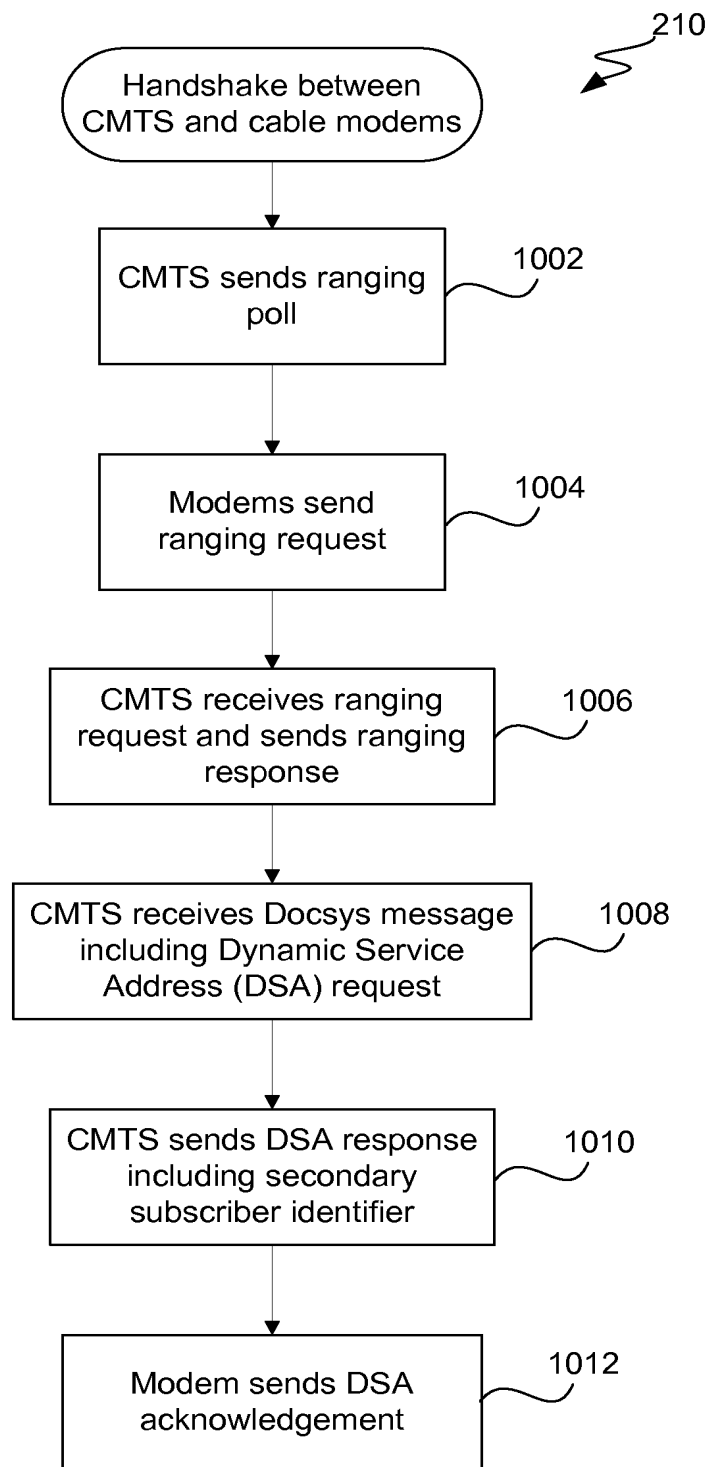 210
Handshake between
CMTS and cable modems
CMTS sends ranging
poll
1002
Modems send
ranging request
1004
CMTS receives ranging
request and sends ranging
response
1006
CMTS receives Docsys message
including Dynamic Service
Address (DSA) request
1008
CMTS sends DSA response
including secondary
subscriber identifier
1010
Modem sends DSA
acknowledgement
1012